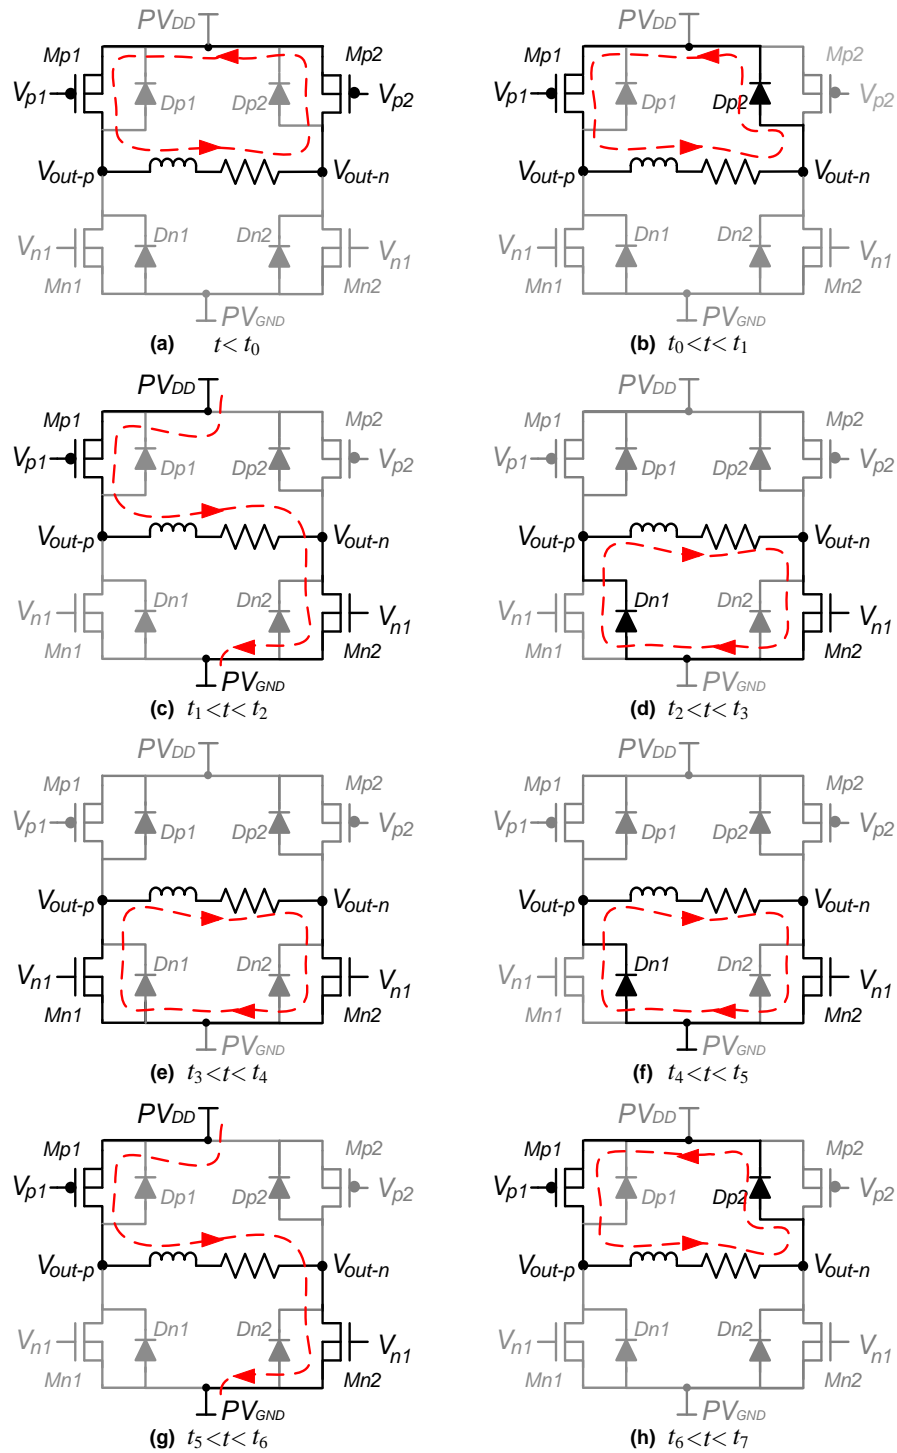 PVDD PVDD
Mp1 Mp2 Mp1 Mp2
Vp1 Dp1 Dp2 Vp2 Vp1 Dp1 Dp2 Vp2
Vout-p Vout-n Vout-p Vout-n
Vn1 Dn1 Dn2 Vn1 Vn1 Dn1 Dn2 Vn1
Mn1 Mn2 Mn1 Mn2
PVGND PVGND
(a) t< t0 (b) t0<t< t1
PVDD PVDD
Mp1 Mp2 Mp1 Mp2
Vp1 Dp1 Dp2 Vp2 Vp1 Dp1 Dp2 Vp2
Vout-p Vout-n Vout-p Vout-n
Vn1 Dn1 Dn2 Vn1 Vn1 Dn1 Dn2 Vn1
Mn1 Mn2 Mn1 Mn2
PVGND PVGND
(c) t1<t< t2 (d) t2<t< t3
PVDD PVDD
Mp1 Mp2 Mp1 Mp2
Vp1 Dp1 Dp2 Vp2 Vp1 Dp1 Dp2 Vp2
Vout-p Vout-n Vout-p Vout-n
Vn1 Dn1 Dn2 Vn1 Vn1 Dn1 Dn2 Vn1
Mn1 Mn2 Mn1 Mn2
PVGND PVGND
(e) t3<t< t4 (f) t4<t< t5
PVDD PVDD
Mp1 Mp2 Mp1 Mp2
Vp1 Dp1 Dp2 Vp2 Vp1 Dp1 Dp2 Vp2
Vout-p Vout-n Vout-p Vout-n
Vn1 Dn1 Dn2 Vn1 Vn1 Dn1 Dn2 Vn1
Mn1 Mn2 Mn1 Mn2
PVGND PVGND
(g) t5<t< t6 (h) t6<t< t7